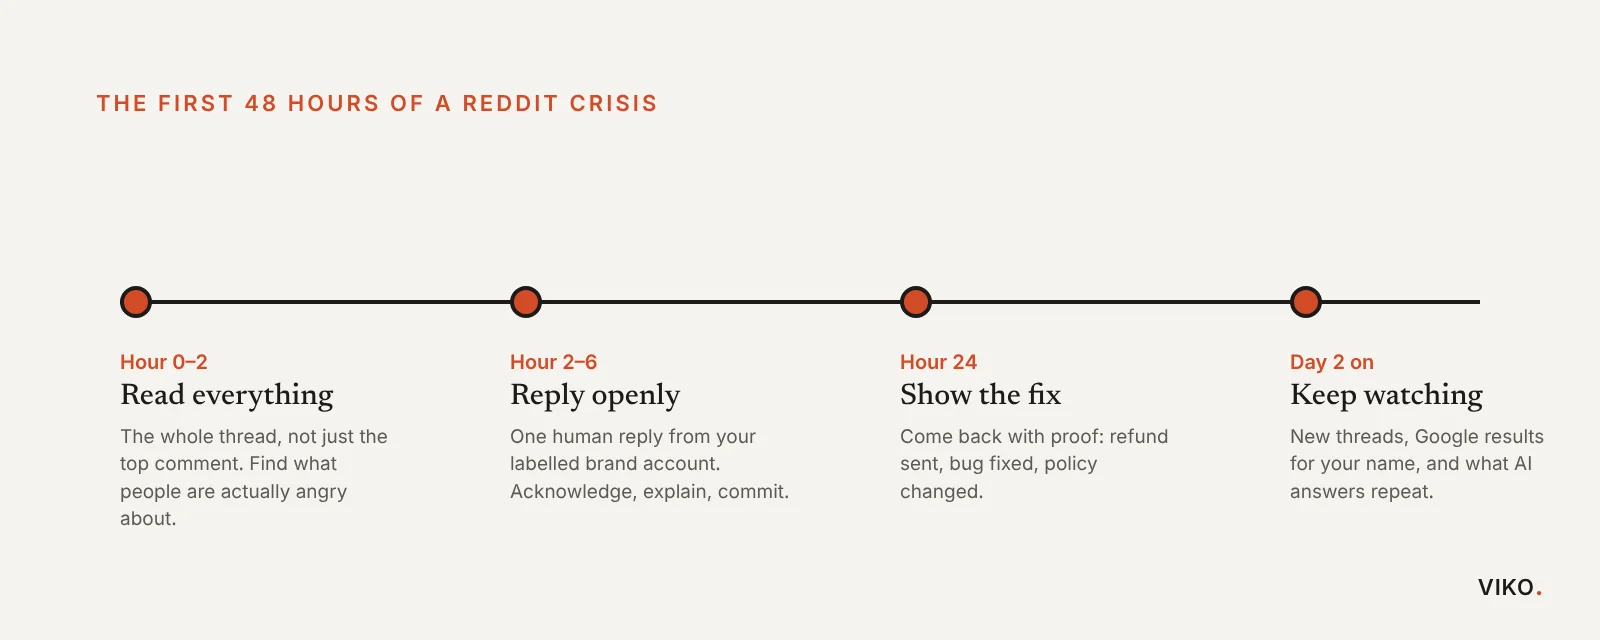 THE FIRST 48 HOURS OF A REDDIT CRISIS
Hour 0–2
Read everything
The whole thread, not just the
top comment. Find what
people are actually angry
about.
Hour 2–6
Reply openly
One human reply from your
labelled brand account.
Acknowledge, explain, commit.
Hour 24
Show the fix
Come back with proof: refund
sent, bug fixed, policy
changed.
Day 2 on
Keep watching
New threads, Google results
for your name, and what AI
answers repeat.
VIKO.